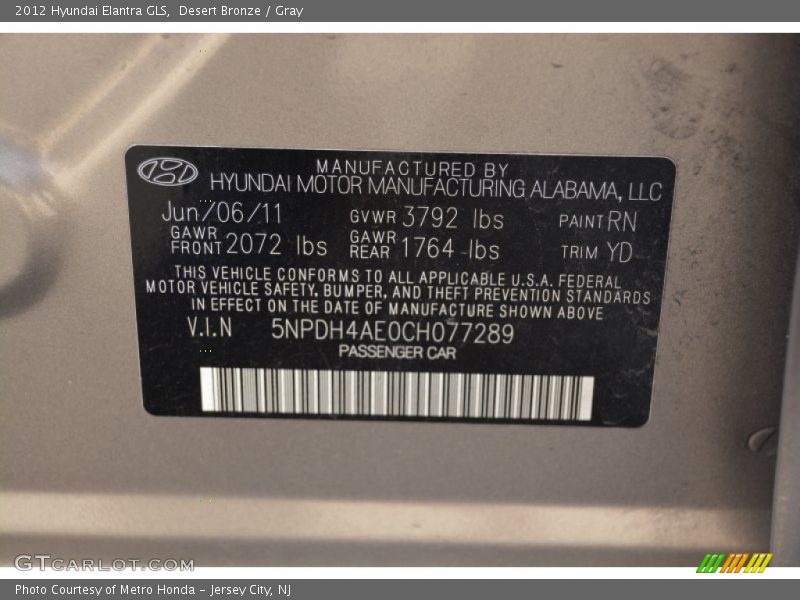 2012 Hyundai Elantra GLS, Desert Bronze / Gray
MANUFACTURED BY
HYUNDAI MOTOR MANUFACTURING ALABAMA, LLC
Jun/06/11 GVWR 3792 lbs PAINT RN
GAWR FRONT 2072 lbs GAWR REAR 1764 lbs TRIM YD
THIS VEHICLE CONFORMS TO ALL APPLICABLE U.S.A. FEDERAL
MOTOR VEHICLE SAFETY, BUMPER, AND THEFT PREVENTION STANDARDS
IN EFFECT ON THE DATE OF MANUFACTURE SHOWN ABOVE
V.I.N 5NPDH4AE0CH077289
PASSENGER CAR
GTCARLOT.COM
Photo Courtesy of Metro Honda - Jersey City, NJ